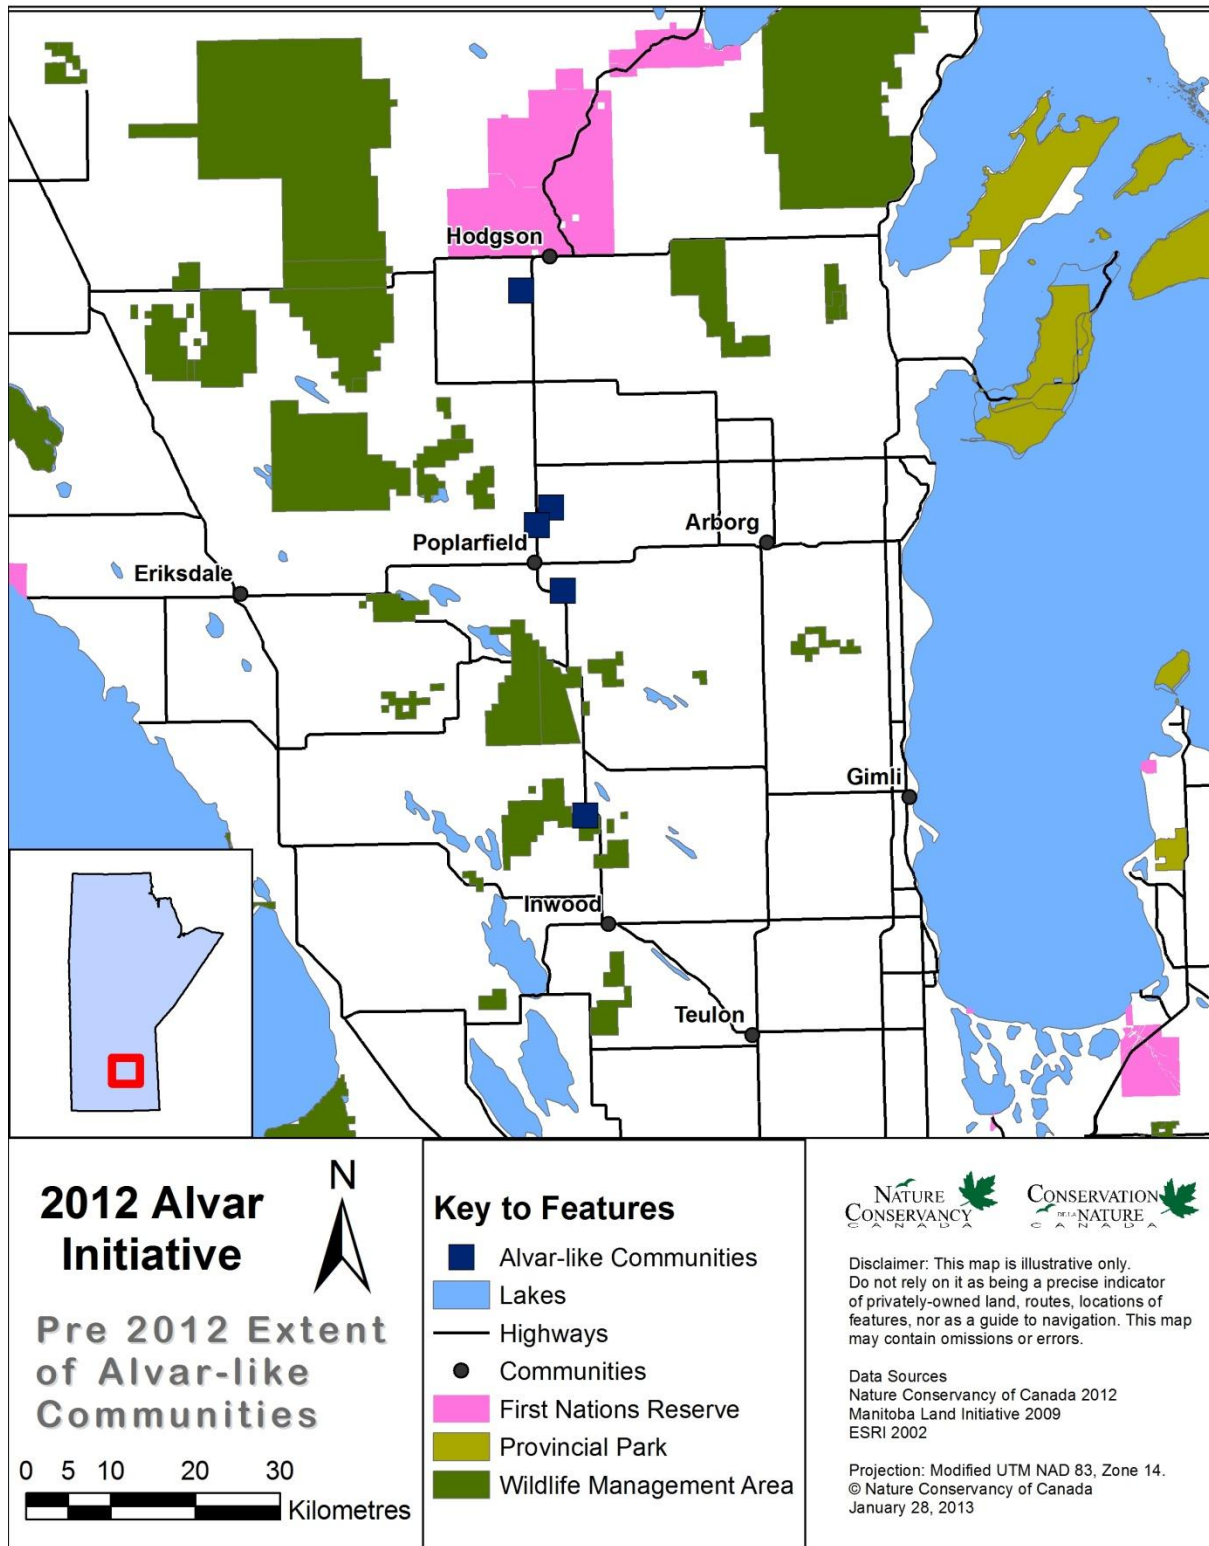 Hodgson
Poplarfield
Arborg
Eriksdale
Gimli
Inwood
Teulon
2012 Alvar
Initiative
N
Pre 2012 Extent
of Alvar-like
Communities
0 5 10 20 30
Kilometres
Key to Features
Alvar-like Communities
Lakes
Highways
Communities
First Nations Reserve
Provincial Park
Wildlife Management Area
NATURE
CONSERVANCY
CANADA
CONSERVATION
DE LA NATURE
CANADA
Disclaimer: This map is illustrative only.
Do not rely on it as being a precise indicator
of privately-owned land, routes, locations of
features, nor as a guide to navigation. This map
may contain omissions or errors.
Data Sources
Nature Conservancy of Canada 2012
Manitoba Land Initiative 2009
ESRI 2002
Projection: Modified UTM NAD 83, Zone 14.
© Nature Conservancy of Canada
January 28, 2013